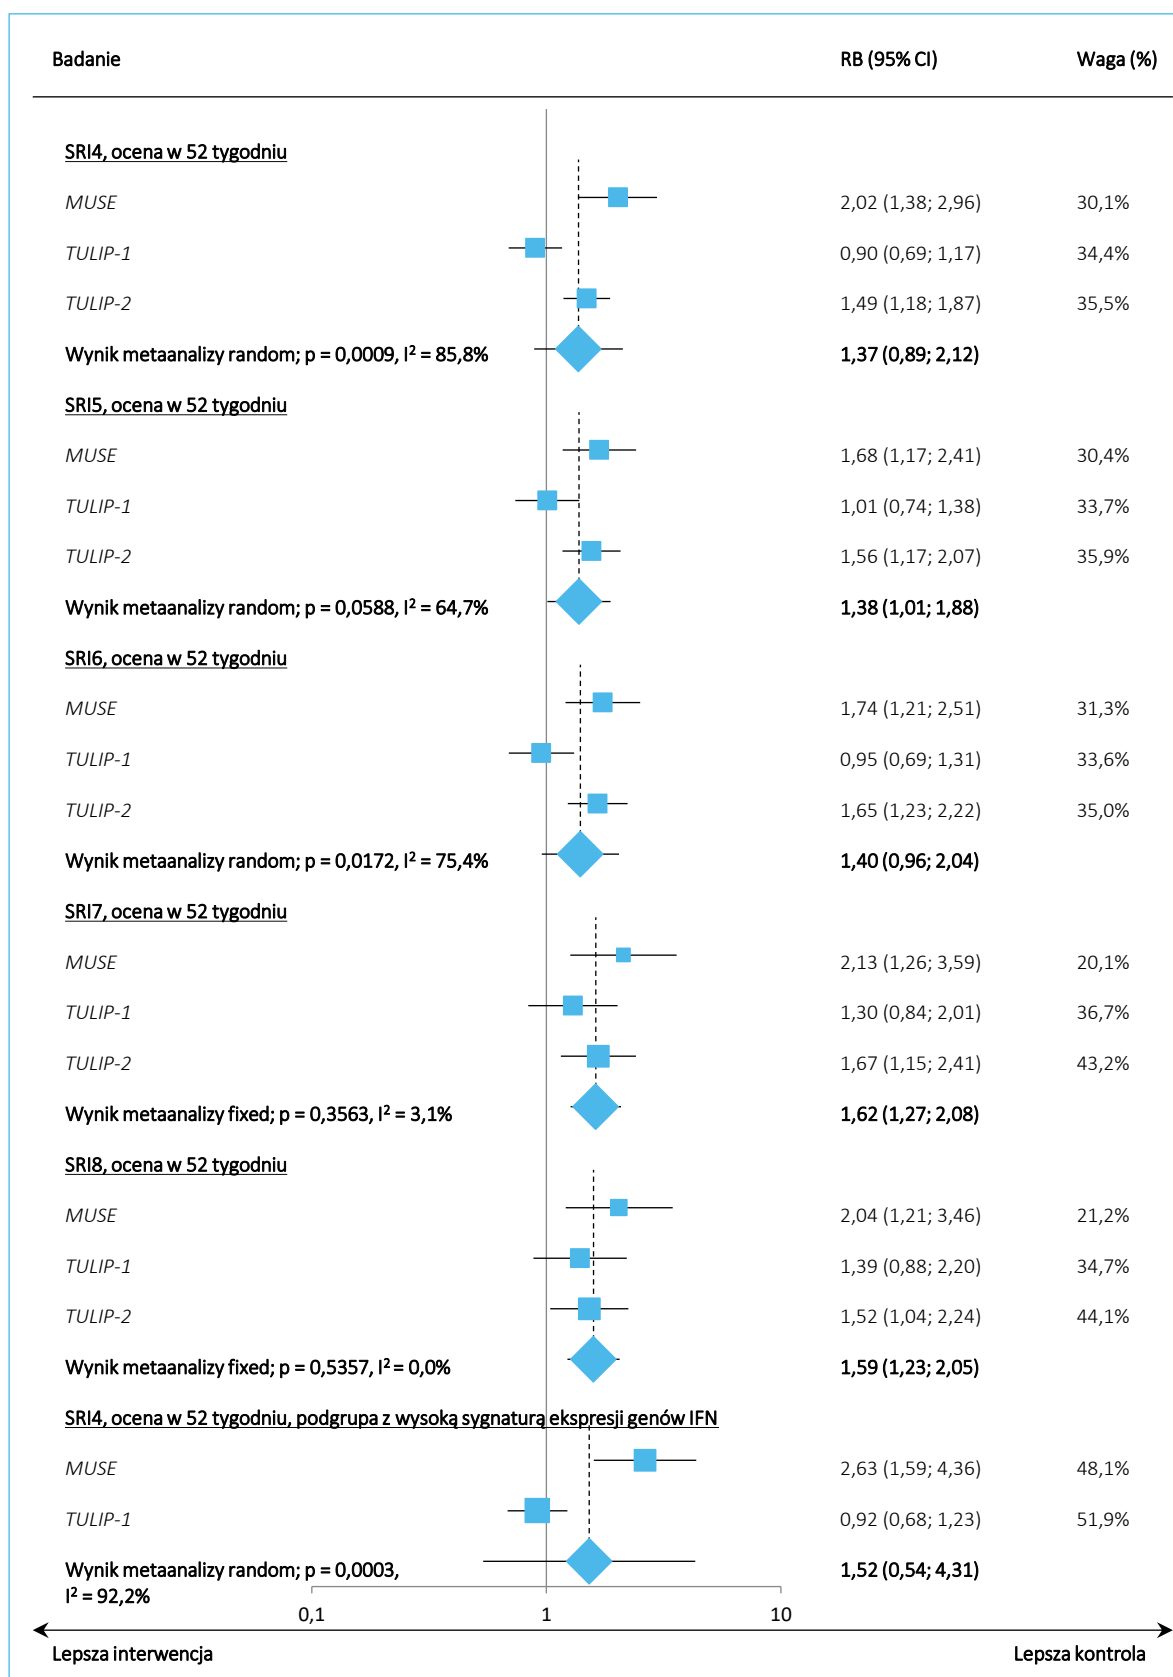 Badanie RB (95% CI) Waga (%)
SRI4, ocena w 52 tygodniu
MUSE 2,02 (1,38; 2,96) 30,1%
TULIP-1 0,90 (0,69; 1,17) 34,4%
TULIP-2 1,49 (1,18; 1,87) 35,5%
Wynik metaanalizy random; p = 0,0009, I² = 85,8% 1,37 (0,89; 2,12)
SRI5, ocena w 52 tygodniu
MUSE 1,68 (1,17; 2,41) 30,4%
TULIP-1 1,01 (0,74; 1,38) 33,7%
TULIP-2 1,56 (1,17; 2,07) 35,9%
Wynik metaanalizy random; p = 0,0588, I² = 64,7% 1,38 (1,01; 1,88)
SRI6, ocena w 52 tygodniu
MUSE 1,74 (1,21; 2,51) 31,3%
TULIP-1 0,95 (0,69; 1,31) 33,6%
TULIP-2 1,65 (1,23; 2,22) 35,0%
Wynik metaanalizy random; p = 0,0172, I² = 75,4% 1,40 (0,96; 2,04)
SRI7, ocena w 52 tygodniu
MUSE 2,13 (1,26; 3,59) 20,1%
TULIP-1 1,30 (0,84; 2,01) 36,7%
TULIP-2 1,67 (1,15; 2,41) 43,2%
Wynik metaanalizy fixed; p = 0,3563, I² = 3,1% 1,62 (1,27; 2,08)
SRI8, ocena w 52 tygodniu
MUSE 2,04 (1,21; 3,46) 21,2%
TULIP-1 1,39 (0,88; 2,20) 34,7%
TULIP-2 1,52 (1,04; 2,24) 44,1%
Wynik metaanalizy fixed; p = 0,5357, I² = 0,0% 1,59 (1,23; 2,05)
SRI4, ocena w 52 tygodniu, podgrupa z wysoką sygnaturą ekspresji genów IFN
MUSE 2,63 (1,59; 4,36) 48,1%
TULIP-1 0,92 (0,68; 1,23) 51,9%
Wynik metaanalizy random; p = 0,0003, 1,52 (0,54; 4,31)
I² = 92,2%
0,1 1 10
Lepsza interwencja Lepsza kontrola